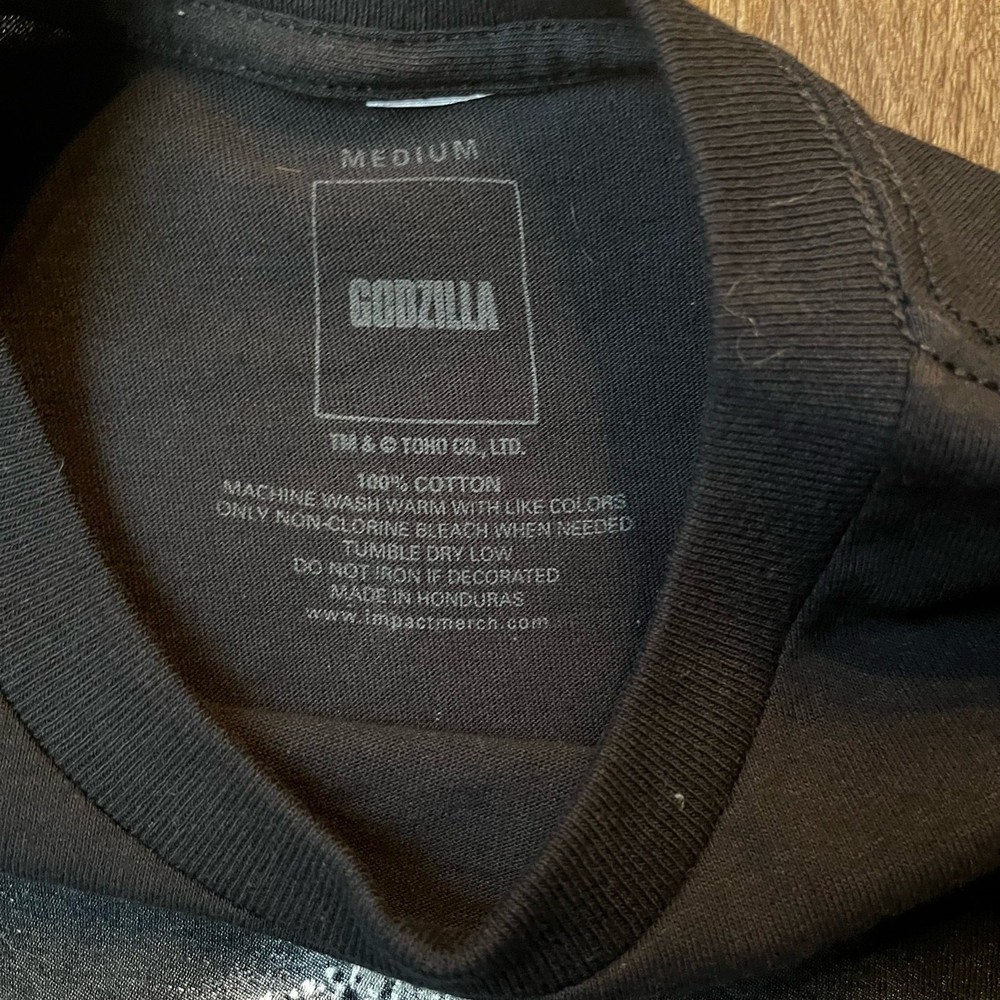 MEDIUM
GODZILLA
TM & © TOHO CO., LTD.
100% COTTON
MACHINE WASH WARM WITH LIKE COLORS
ONLY NON-CLORINE BLEACH WHEN NEEDED
TUMBLE DRY LOW
DO NOT IRON IF DECORATED
MADE IN HONDURAS
www.impactmerch.com